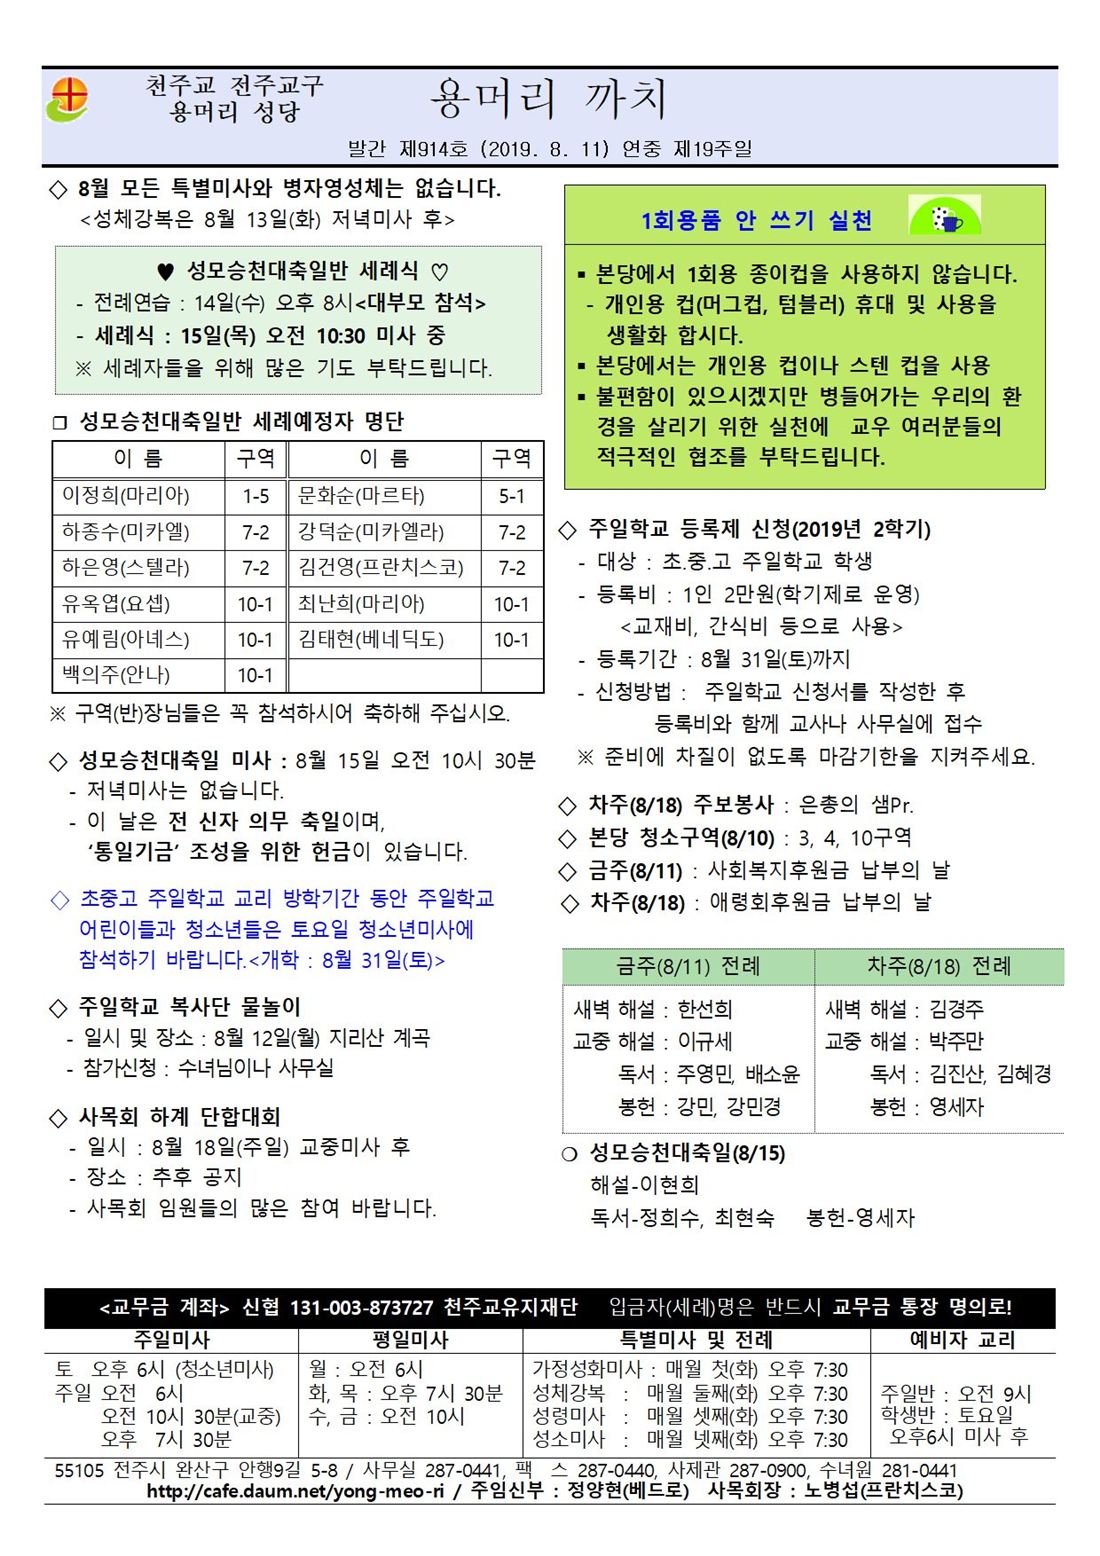 천주교 전주교구
용머리 성당
용머리 까치
발간 제914호 (2019. 8. 11) 연중 제19주일
◇ 8월 모든 특별미사와 병자영성체는 없습니다.
<성체강복은 8월 13일(화) 저녁미사 후>
♥ 성모승천대축일반 세례식 ♡
- 전례연습 : 14일(수) 오후 8시<대부모 참석>
- 세례식 : 15일(목) 오전 10:30 미사 중
※ 세례자들을 위해 많은 기도 부탁드립니다.
❒ 성모승천대축일반 세례예정자 명단
이 름 구역 이 름 구역
이정희(마리아) 1-5 문화순(마르타) 5-1
하종수(미카엘) 7-2 강덕순(미카엘라) 7-2
하은영(스텔라) 7-2 김건영(프란치스코) 7-2
유옥엽(요셉) 10-1 최난희(마리아) 10-1
유예림(아녜스) 10-1 김태현(베네딕도) 10-1
백의주(안나) 10-1
※ 구역(반)장님들은 꼭 참석하시어 축하해 주십시오.
◇ 성모승천대축일 미사 : 8월 15일 오전 10시 30분
- 저녁미사는 없습니다.
- 이 날은 전 신자 의무 축일이며,
‘통일기금’ 조성을 위한 헌금이 있습니다.
◇ 초중고 주일학교 교리 방학기간 동안 주일학교
어린이들과 청소년들은 토요일 청소년미사에
참석하기 바랍니다.<개학 : 8월 31일(토)>
◇ 주일학교 복사단 물놀이
- 일시 및 장소 : 8월 12일(월) 지리산 계곡
- 참가신청 : 수녀님이나 사무실
◇ 사목회 하계 단합대회
- 일시 : 8월 18일(주일) 교중미사 후
- 장소 : 추후 공지
- 사목회 임원들의 많은 참여 바랍니다.
1회용품 안 쓰기 실천
▪ 본당에서 1회용 종이컵을 사용하지 않습니다.
- 개인용 컵(머그컵, 텀블러) 휴대 및 사용을
생활화 합시다.
▪ 본당에서는 개인용 컵이나 스텐 컵을 사용
▪ 불편함이 있으시겠지만 병들어가는 우리의 환
경을 살리기 위한 실천에 교우 여러분들의
적극적인 협조를 부탁드립니다.
◇ 주일학교 등록제 신청(2019년 2학기)
- 대상 : 초.중.고 주일학교 학생
- 등록비 : 1인 2만원(학기제로 운영)
<교재비, 간식비 등으로 사용>
- 등록기간 : 8월 31일(토)까지
- 신청방법 : 주일학교 신청서를 작성한 후
등록비와 함께 교사나 사무실에 접수
※ 준비에 차질이 없도록 마감기한을 지켜주세요.
◇ 차주(8/18) 주보봉사 : 은총의 샘Pr.
◇ 본당 청소구역(8/10) : 3, 4, 10구역
◇ 금주(8/11) : 사회복지후원금 납부의 날
◇ 차주(8/18) : 애령회후원금 납부의 날
금주(8/11) 전례 차주(8/18) 전례
새벽 해설 : 한선희 새벽 해설 : 김경주
교중 해설 : 이규세 교중 해설 : 박주만
독서 : 주영민, 배소윤 독서 : 김진산, 김혜경
봉헌 : 강민, 강민경 봉헌 : 영세자
❍ 성모승천대축일(8/15)
해설-이현희
독서-정희수, 최현숙 봉헌-영세자
<교무금 계좌> 신협 131-003-873727 천주교유지재단 입금자(세례)명은 반드시 교무금 통장 명의로!
주일미사 평일미사 특별미사 및 전례 예비자 교리
토 오후 6시 (청소년미사) 월 : 오전 6시 가정성화미사 : 매월 첫(화) 오후 7:30
주일 오전 6시 화, 목 : 오후 7시 30분 성체강복 : 매월 둘째(화) 오후 7:30 주일반 : 오전 9시
오전 10시 30분(교중) 수, 금 : 오전 10시 성령미사 : 매월 셋째(화) 오후 7:30 학생반 : 토요일
오후 7시 30분 성소미사 : 매월 넷째(화) 오후 7:30 오후6시 미사 후
55105 전주시 완산구 안행9길 5-8 / 사무실 287-0441, 팩 스 287-0440, 사제관 287-0900, 수녀원 281-0441
http://cafe.daum.net/yong-meo-ri / 주임신부 : 정양현(베드로) 사목회장 : 노병섭(프란치스코)